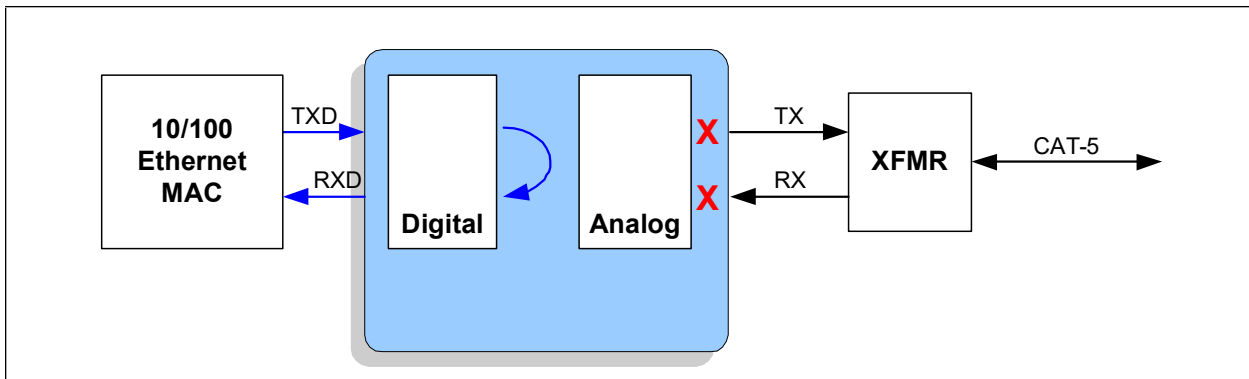 10/100
Ethernet
MAC
TXD
RXD
Digital
Analog
X
X
TX
RX
XFMR
CAT-5